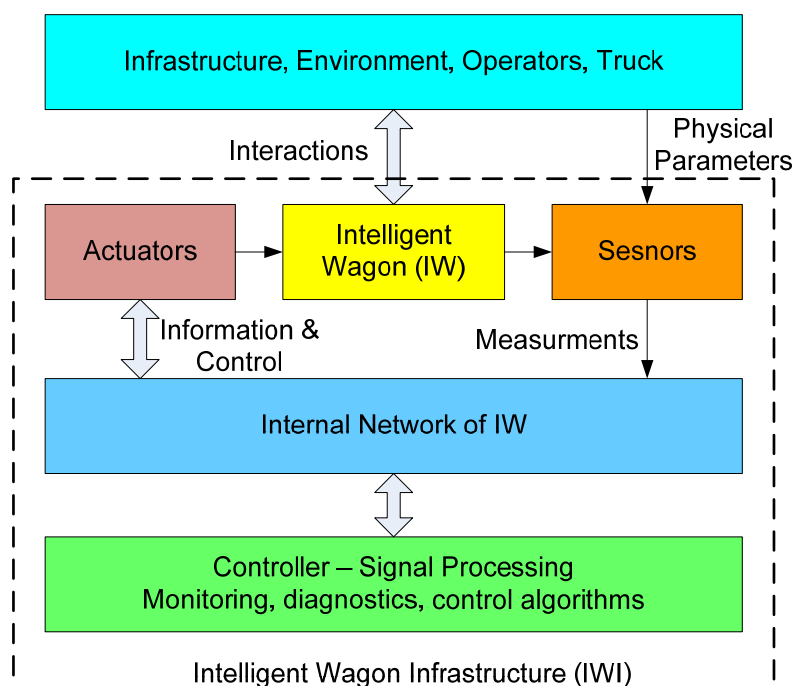 Infrastructure, Environment, Operators, Truck
Interactions
Physical
Parameters
Actuators
Intelligent
Wagon (IW)
Sesnors
Information &
Control
Measurments
Internal Network of IW
Controller – Signal Processing
Monitoring, diagnostics, control algorithms
Intelligent Wagon Infrastructure (IWI)